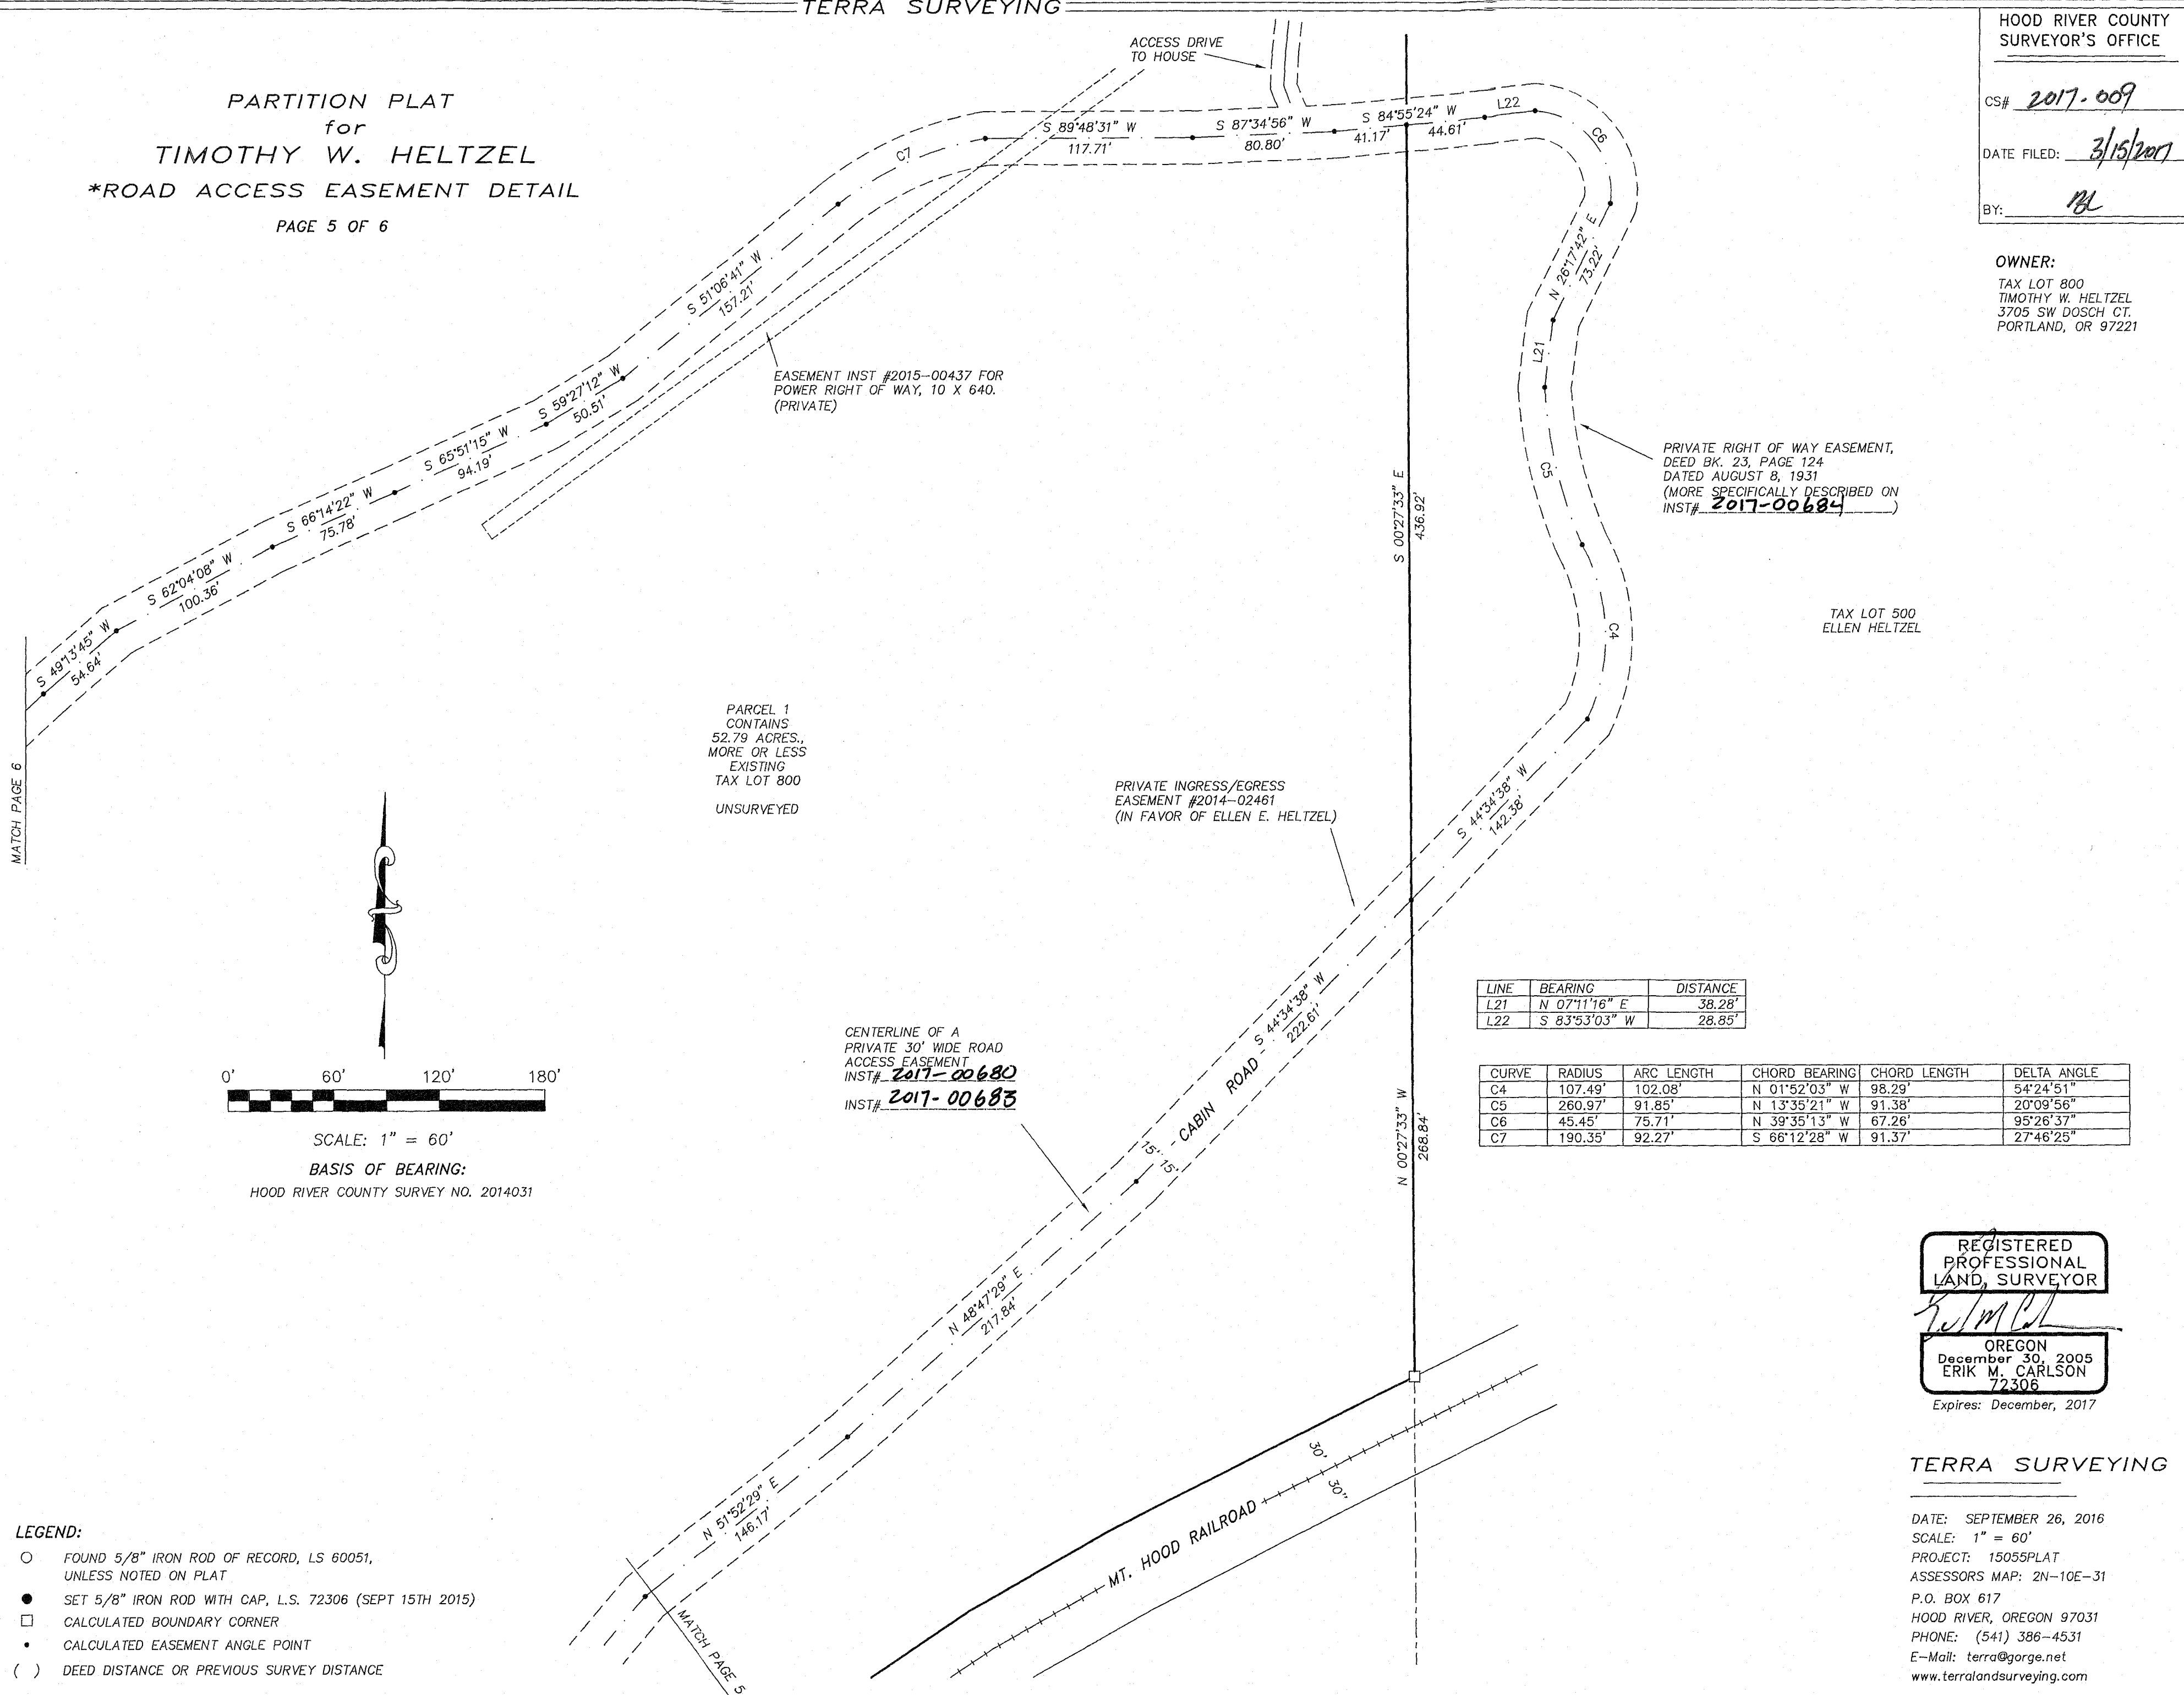 TERRA SURVEYING
PARTITION PLAT
for
TIMOTHY W. HELTZEL
*ROAD ACCESS EASEMENT DETAIL
PAGE 5 OF 6
ACCESS DRIVE
TO HOUSE
HOOD RIVER COUNTY
SURVEYOR'S OFFICE
CS# 2017-009
DATE FILED: 3/15/2017
BY:
OWNER:
TAX LOT 800
TIMOTHY W. HELTZEL
3705 SW DOSCH CT.
PORTLAND, OR 97221
C7
S 89°48'31" W
117.71'
S 87°34'56" W
80.80'
S 84°55'24" W
41.17'
44.61'
L22
C6
N 26°17'42" E
73.22'
L21
C5
C4
S 51°06'41" W
157.21'
S 59°27'12" W
50.51'
S 65°51'15" W
94.19'
S 66°14'22" W
75.78'
S 62°04'08" W
100.36'
S 49°13'45" W
54.64'
MATCH PAGE 6
EASEMENT INST #2015-00437 FOR
POWER RIGHT OF WAY, 10 X 640.
(PRIVATE)
S 00°27'33" E
436.92'
PRIVATE RIGHT OF WAY EASEMENT,
DEED BK. 23, PAGE 124
DATED AUGUST 8, 1931
(MORE SPECIFICALLY DESCRIBED ON
INST# 2017-00684 )
TAX LOT 500
ELLEN HELTZEL
PARCEL 1
CONTAINS
52.79 ACRES.,
MORE OR LESS
EXISTING
TAX LOT 800
UNSURVEYED
PRIVATE INGRESS/EGRESS
EASEMENT #2014-02461
(IN FAVOR OF ELLEN E. HELTZEL)
S 44°34'38" W
142.38'
S 44°34'38" W
222.61'
CABIN ROAD
15' 15'
CENTERLINE OF A
PRIVATE 30' WIDE ROAD
ACCESS EASEMENT
INST# 2017-00680
INST# 2017-00683
N 00°27'33" W
268.84'
N 48°47'29" E
217.84'
N 51°52'29" E
146.17'
MATCH PAGE 5
MT. HOOD RAILROAD
30'
30"
0' 60' 120' 180'
SCALE: 1" = 60'
BASIS OF BEARING:
HOOD RIVER COUNTY SURVEY NO. 2014031
LINE BEARING DISTANCE
L21 N 07°11'16" E 38.28'
L22 S 83°53'03" W 28.85'
CURVE RADIUS ARC LENGTH CHORD BEARING CHORD LENGTH DELTA ANGLE
C4 107.49' 102.08' N 01°52'03" W 98.29' 54°24'51"
C5 260.97' 91.85' N 13°35'21" W 91.38' 20°09'56"
C6 45.45' 75.71' N 39°35'13" W 67.26' 95°26'37"
C7 190.35' 92.27' S 66°12'28" W 91.37' 27°46'25"
REGISTERED
PROFESSIONAL
LAND SURVEYOR
OREGON
December 30, 2005
ERIK M. CARLSON
72306
Expires: December, 2017
TERRA SURVEYING
DATE: SEPTEMBER 26, 2016
SCALE: 1" = 60'
PROJECT: 15055PLAT
ASSESSORS MAP: 2N-10E-31
P.O. BOX 617
HOOD RIVER, OREGON 97031
PHONE: (541) 386-4531
E-Mail: terra@gorge.net
www.terralandsurveying.com
LEGEND:
FOUND 5/8" IRON ROD OF RECORD, LS 60051,
UNLESS NOTED ON PLAT
SET 5/8" IRON ROD WITH CAP, L.S. 72306 (SEPT 15TH 2015)
CALCULATED BOUNDARY CORNER
CALCULATED EASEMENT ANGLE POINT
( ) DEED DISTANCE OR PREVIOUS SURVEY DISTANCE